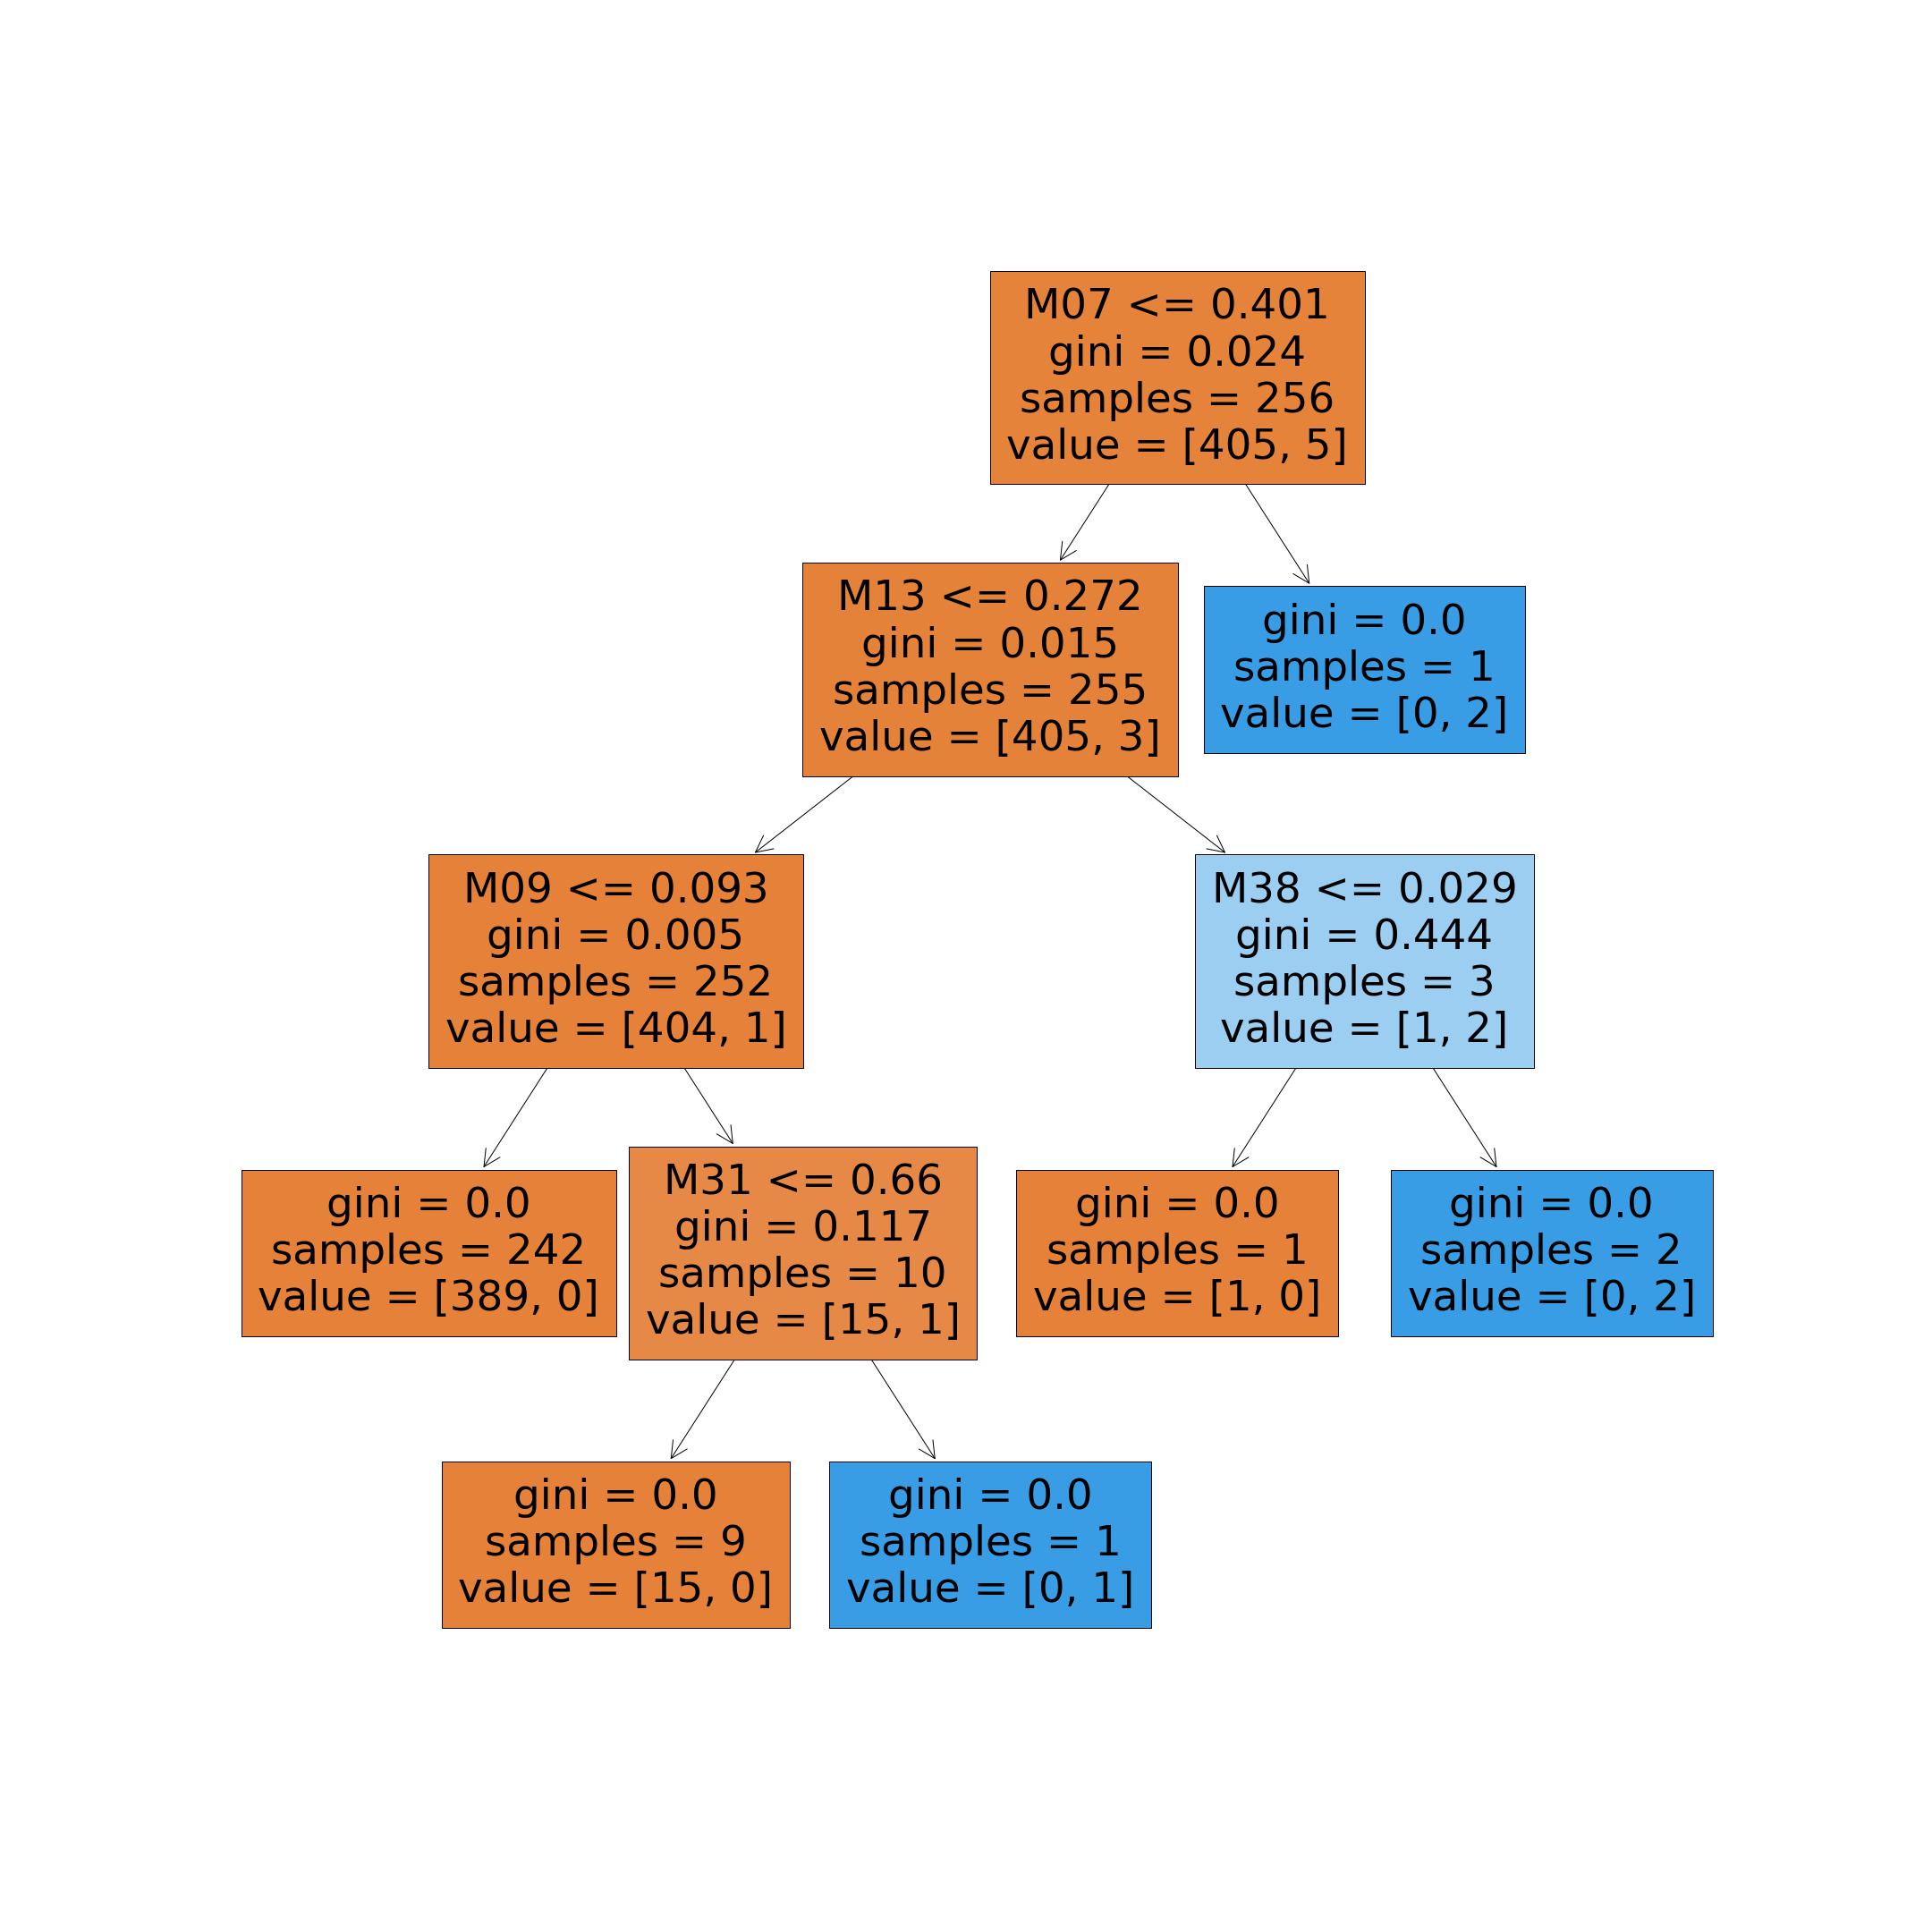 M07 <= 0.401
gini = 0.024
samples = 256
value = [405, 5]
M13 <= 0.272
gini = 0.015
samples = 255
value = [405, 3]
gini = 0.0
samples = 1
value = [0, 2]
M09 <= 0.093
gini = 0.005
samples = 252
value = [404, 1]
M38 <= 0.029
gini = 0.444
samples = 3
value = [1, 2]
gini = 0.0
samples = 242
value = [389, 0]
M31 <= 0.66
gini = 0.117
samples = 10
value = [15, 1]
gini = 0.0
samples = 1
value = [1, 0]
gini = 0.0
samples = 2
value = [0, 2]
gini = 0.0
samples = 9
value = [15, 0]
gini = 0.0
samples = 1
value = [0, 1]